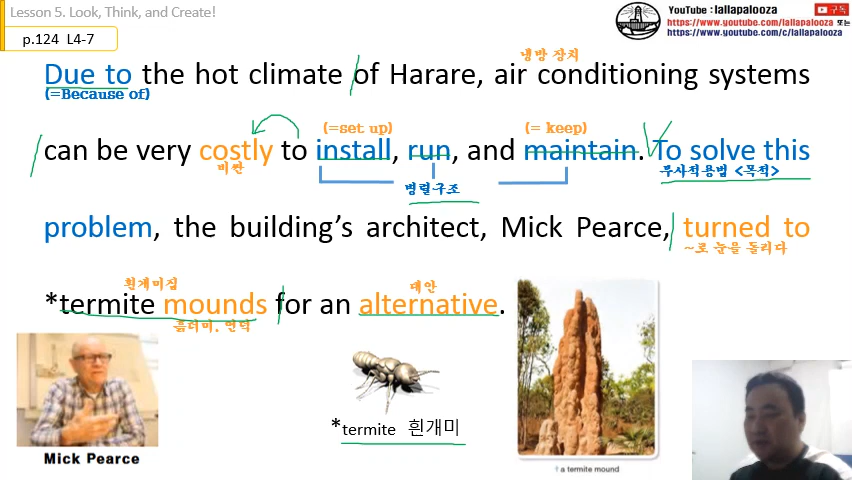 Lesson 5. Look, Think, and Create!
p.124 L4-7
YouTube : @lallapalooza
구독
https://www.youtube.com/lallapalooza 또는
https://www.youtube.com/c/lallapalooza
냉방 장치
Due to the hot climate of Harare, air conditioning systems
(=Because of)
(=set up) (= keep)
can be very costly to install, run, and maintain. To solve this
비싼 병렬구조 부사적용법 <목적>
problem, the building's architect, Mick Pearce, turned to
~로 눈을 돌리다
흰개미집 대안
*termite mounds for an alternative.
흙더미. 언덕
*termite 흰개미
Mick Pearce
↑ a termite mound